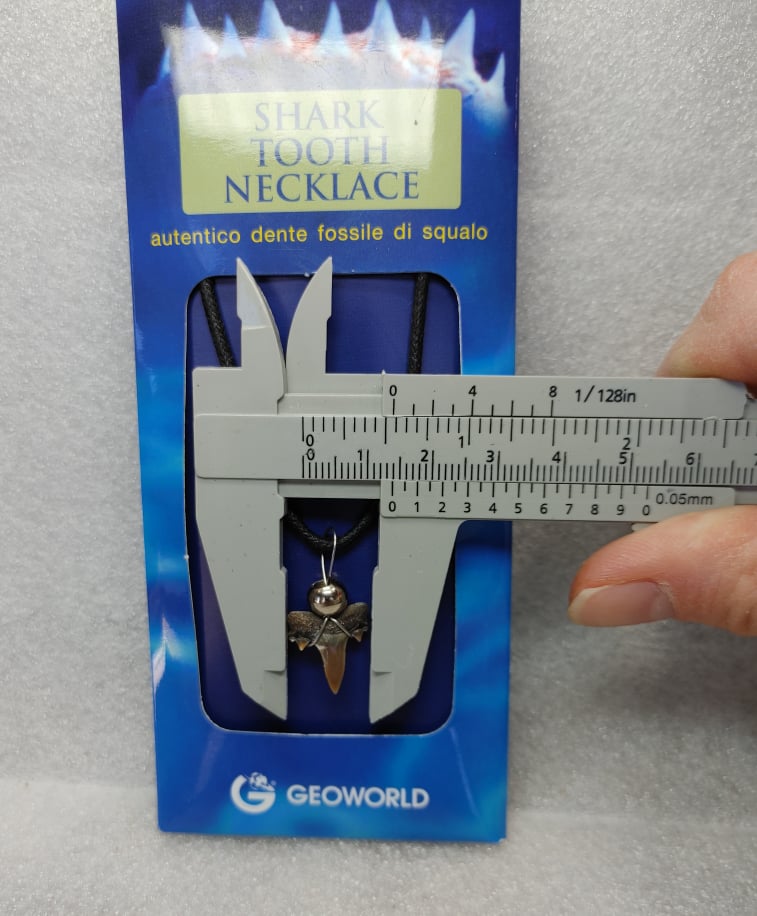 SHARK
TOOTH
NECKLACE
autentico dente fossile di squalo
0 4 8 1/128in
0 1 2
0 1 2 3 4 5 6 7
0 1 2 3 4 5 6 7 8 9 0 0.05mm
GEOWORLD